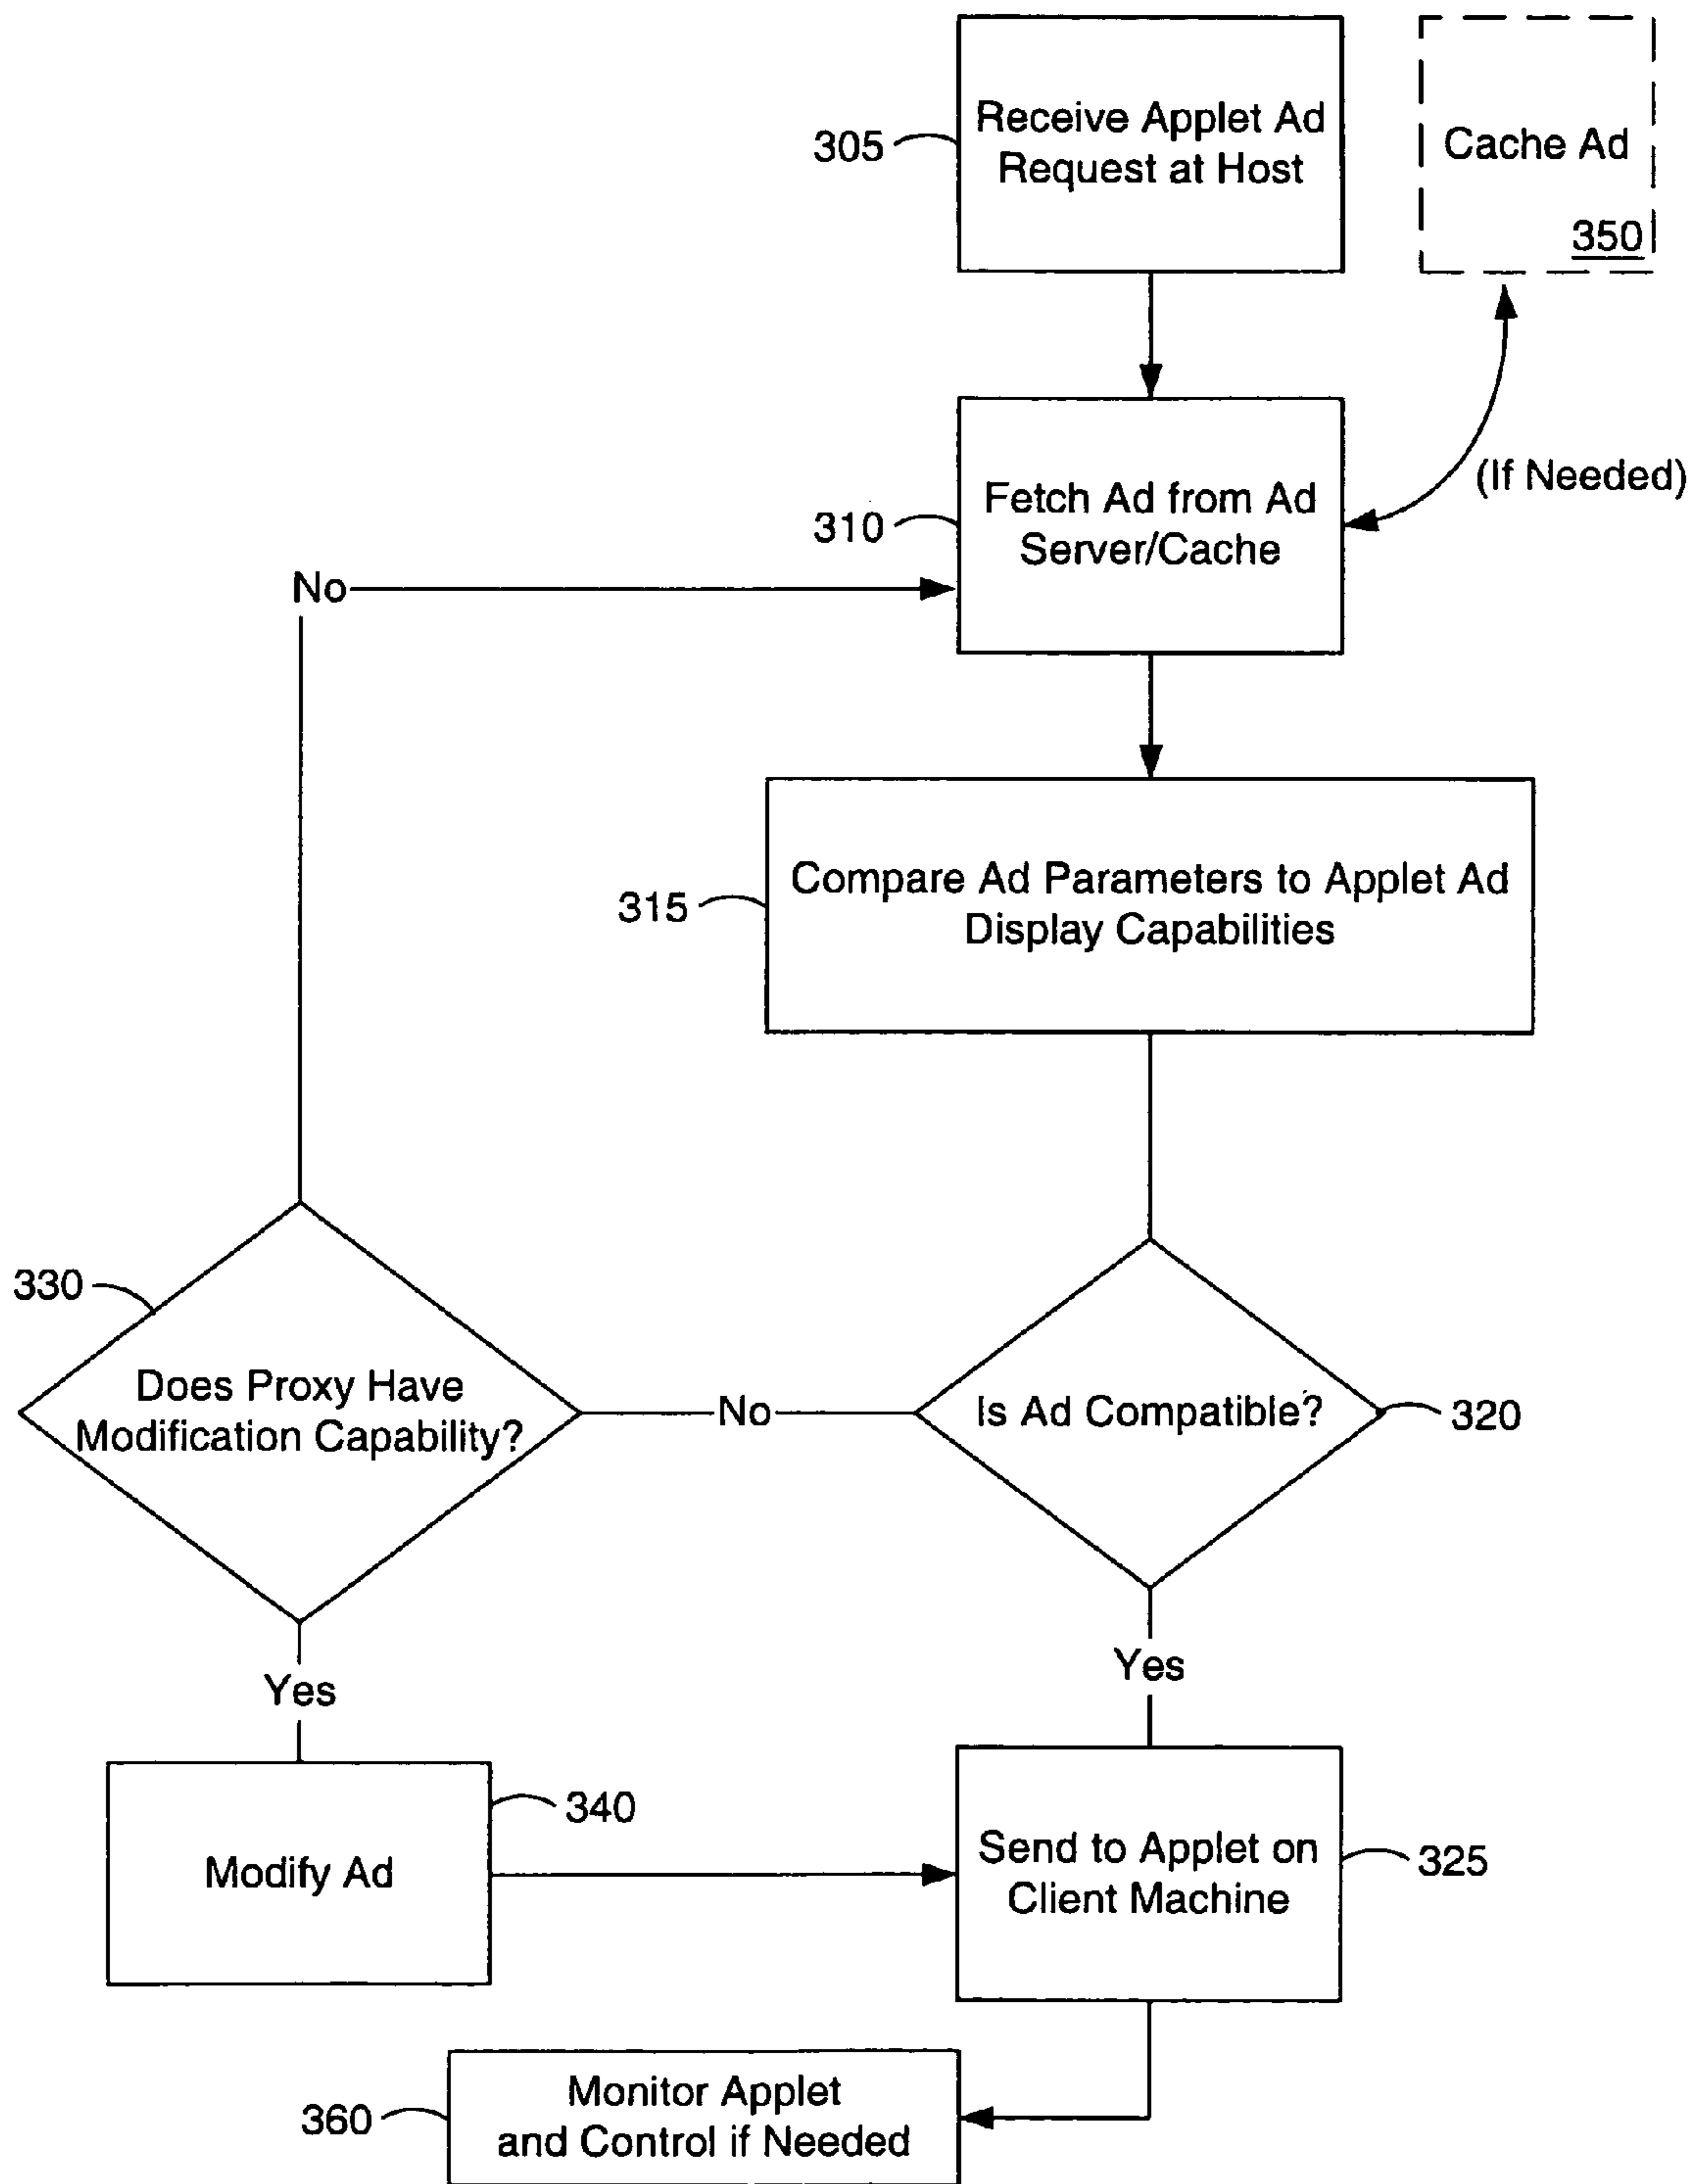 305
Receive Applet Ad
Request at Host
Cache Ad
350
(If Needed)
310
Fetch Ad from Ad
Server/Cache
No
315
Compare Ad Parameters to Applet Ad
Display Capabilities
330
Does Proxy Have
Modification Capability?
No
Is Ad Compatible?
320
Yes
Yes
340
Modify Ad
Send to Applet on
Client Machine
325
360
Monitor Applet
and Control if Needed